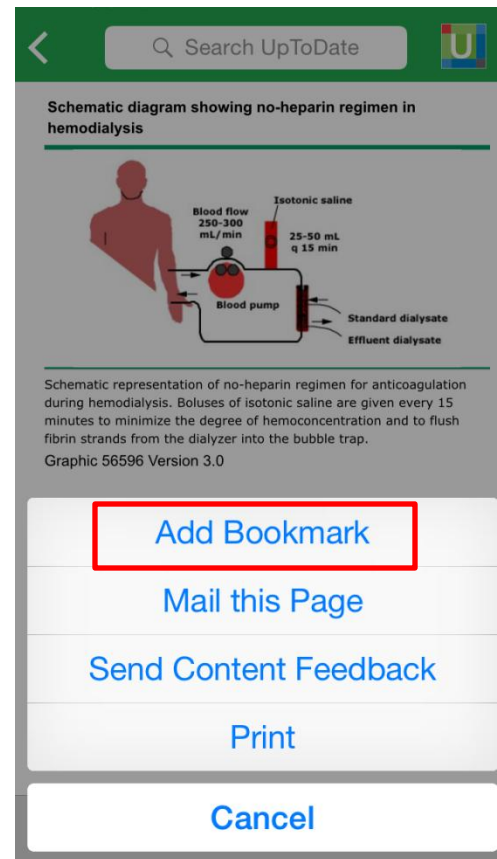 Search UpToDate
U
Schematic diagram showing no-heparin regimen in
hemodialysis
Isotonic saline
Blood flow
250-300
mL/min
25-50 mL
q 15 min
Blood pump
Standard dialysate
Effluent dialysate
Schematic representation of no-heparin regimen for anticoagulation
during hemodialysis. Boluses of isotonic saline are given every 15
minutes to minimize the degree of hemoconcentration and to flush
fibrin strands from the dialyzer into the bubble trap.
Graphic 56596 Version 3.0
Add Bookmark
Mail this Page
Send Content Feedback
Print
Cancel